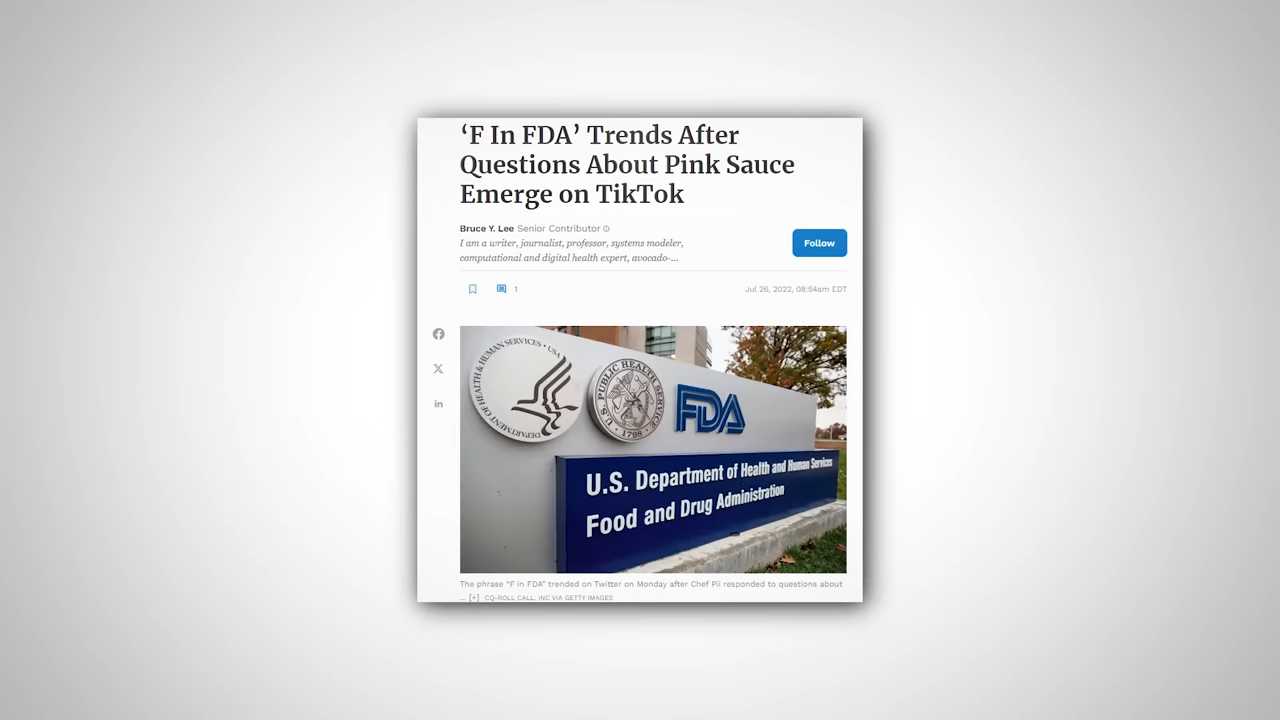 ‘F In FDA’ Trends After
Questions About Pink Sauce
Emerge on TikTok
Bruce Y. Lee Senior Contributor
I am a writer, journalist, professor, systems modeler,
computational and digital health expert, avocado-...
Follow
1
Jul 26, 2022, 08:54am EDT
DEPARTMENT OF HEALTH & HUMAN SERVICES • USA
U.S. PUBLIC HEALTH SERVICE
1798
FDA
U.S. Department of Health and Human Services
Food and Drug Administration
The phrase “F in FDA” trended on Twitter on Monday after Chef Pii responded to questions about
... [+] CQ-ROLL CALL, INC VIA GETTY IMAGES